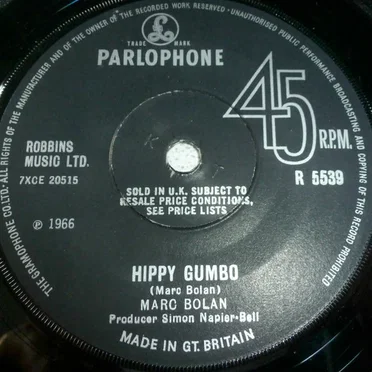 THE GRAMOPHONE CO. LTD. · ALL RIGHTS OF THE MANUFACTURER AND OF THE OWNER OF THE RECORDED WORK RESERVED · UNAUTHORISED PUBLIC PERFORMANCE BROADCASTING AND COPYING OF THIS RECORD PROHIBITED
TRADE MARK
PARLOPHONE
45
R.P.M.
ROBBINS
MUSIC LTD.
7XCE 20515
R 5539
K T
SOLD IN U.K. SUBJECT TO
RESALE PRICE CONDITIONS,
SEE PRICE LISTS
℗ 1966
HIPPY GUMBO
(Marc Bolan)
MARC BOLAN
Producer Simon Napier-Bell
MADE IN GT. BRITAIN